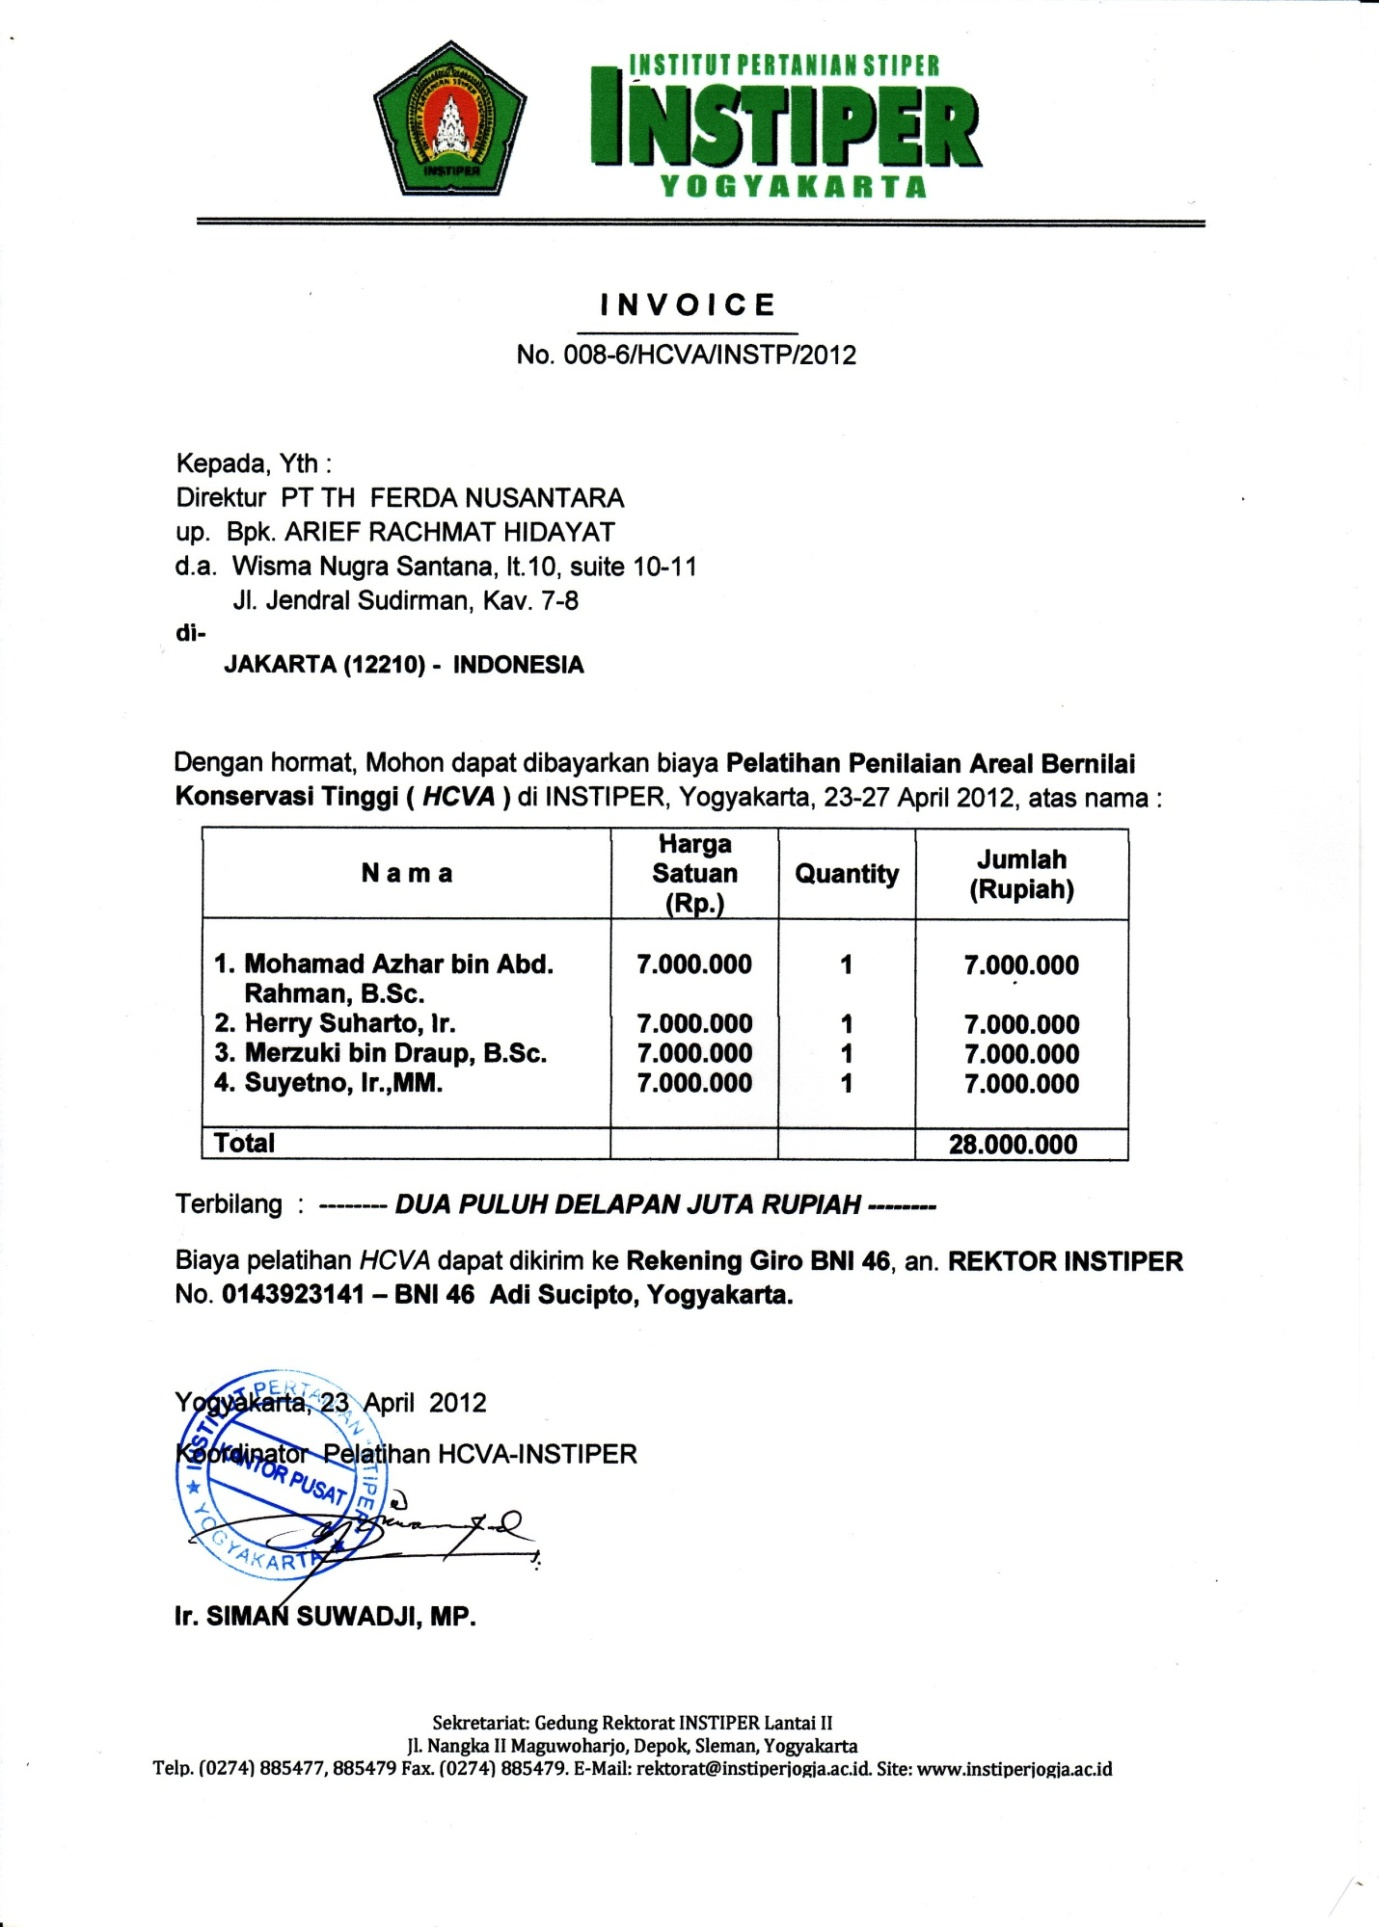 INSTITUT PERTANIAN STIPER
INSTIPER
YOGYAKARTA
INSTIPER
INVOICE
No. 008-6/HCVA/INSTP/2012
Kepada, Yth :
Direktur PT TH FERDA NUSANTARA
up. Bpk. ARIEF RACHMAT HIDAYAT
d.a. Wisma Nugra Santana, lt.10, suite 10-11
Jl. Jendral Sudirman, Kav. 7-8
di-
JAKARTA (12210) - INDONESIA
Dengan hormat, Mohon dapat dibayarkan biaya Pelatihan Penilaian Areal Bernilai
Konservasi Tinggi ( HCVA ) di INSTIPER, Yogyakarta, 23-27 April 2012, atas nama :
Nama Harga Satuan (Rp.) Quantity Jumlah (Rupiah)
1. Mohamad Azhar bin Abd. 7.000.000 1 7.000.000
Rahman, B.Sc.
2. Herry Suharto, Ir. 7.000.000 1 7.000.000
3. Merzuki bin Draup, B.Sc. 7.000.000 1 7.000.000
4. Suyetno, Ir.,MM. 7.000.000 1 7.000.000
Total 28.000.000
Terbilang : -------- DUA PULUH DELAPAN JUTA RUPIAH --------
Biaya pelatihan HCVA dapat dikirim ke Rekening Giro BNI 46, an. REKTOR INSTIPER
No. 0143923141 – BNI 46 Adi Sucipto, Yogyakarta.
Yogyakarta, 23 April 2012
Koordinator Pelatihan HCVA-INSTIPER
INSTITUT PERTANIAN STIPER
KANTOR PUSAT
YOGYAKARTA
Ir. SIMAN SUWADJI, MP.
Sekretariat: Gedung Rektorat INSTIPER Lantai II
Jl. Nangka II Maguwoharjo, Depok, Sleman, Yogyakarta
Telp. (0274) 885477, 885479 Fax. (0274) 885479. E-Mail: rektorat@instiperjogja.ac.id. Site: www.instiperjogja.ac.id